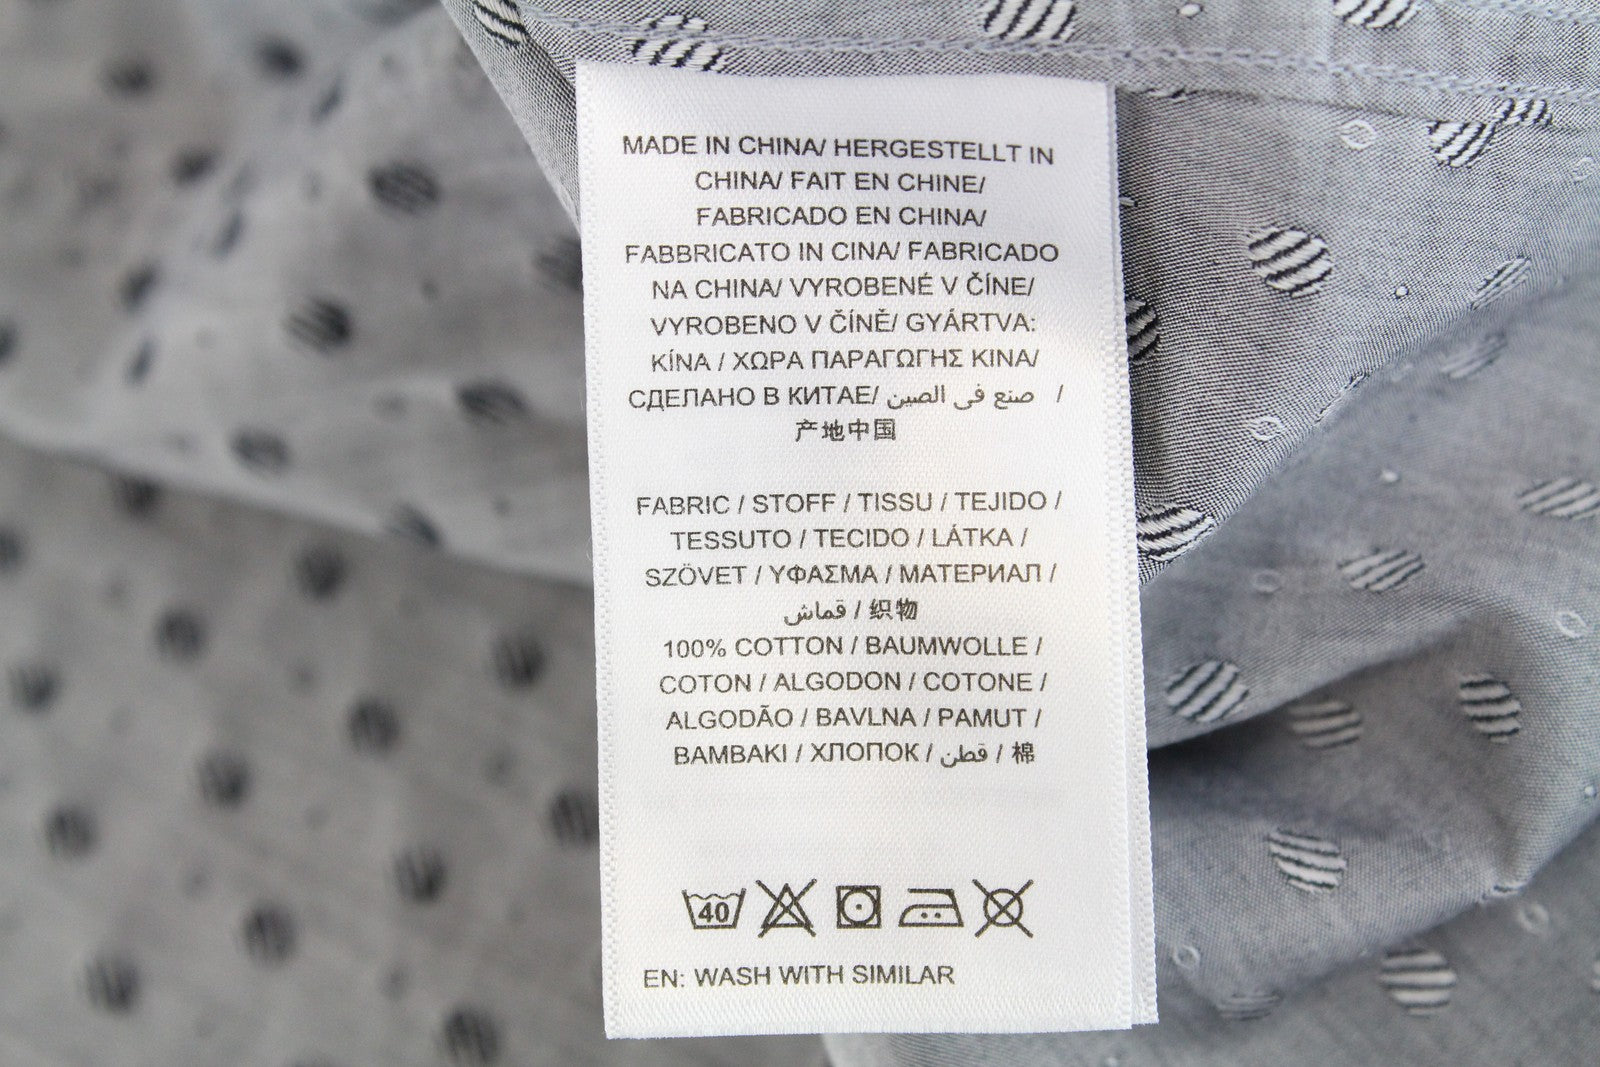 MADE IN CHINA/ HERGESTELLT IN
CHINA/ FAIT EN CHINE/
FABRICADO EN CHINA/
FABBRICATO IN CINA/ FABRICADO
NA CHINA/ VYROBENÉ V ČÍNE/
VYROBENO V ČÍNĚ/ GYÁRTVA:
KÍNA / ΧΩΡΑ ΠΑΡΑΓΩΓΗΣ ΚΙΝΑ/
СДЕЛАНО В КИТАЕ/ صنع في الصين /
产地中国
FABRIC / STOFF / TISSU / TEJIDO /
TESSUTO / TECIDO / LÁTKA /
SZÖVET / ΥΦΑΣΜΑ / МАТЕРИАЛ /
قماش / 织物
100% COTTON / BAUMWOLLE /
COTON / ALGODON / COTONE /
ALGODÃO / BAVLNA / PAMUT /
ΒΑΜΒΑΚΙ / ХЛОПОК / قطن / 棉
40
EN: WASH WITH SIMILAR